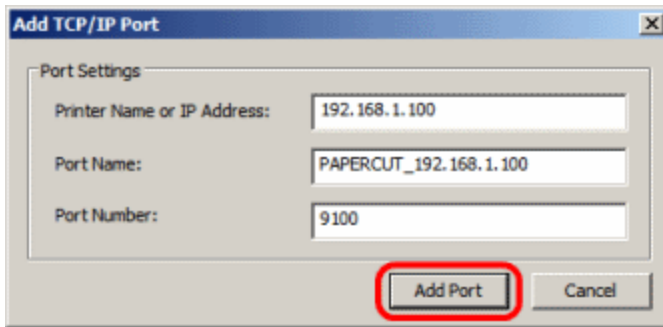 Add TCP/IP Port
Port Settings
Printer Name or IP Address: 192.168.1.100
Port Name: PAPERCUT_192.168.1.100
Port Number: 9100
Add Port Cancel